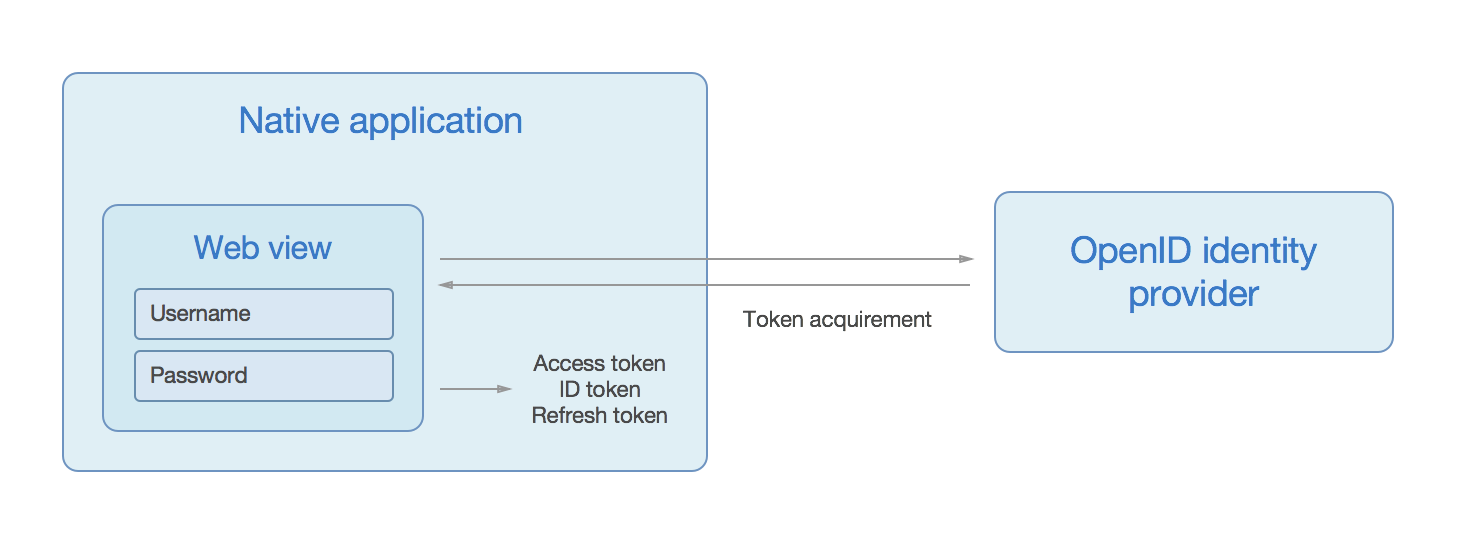 Native application
Web view
Username
Password
Access token
ID token
Refresh token
Token acquirement
OpenID identity
provider